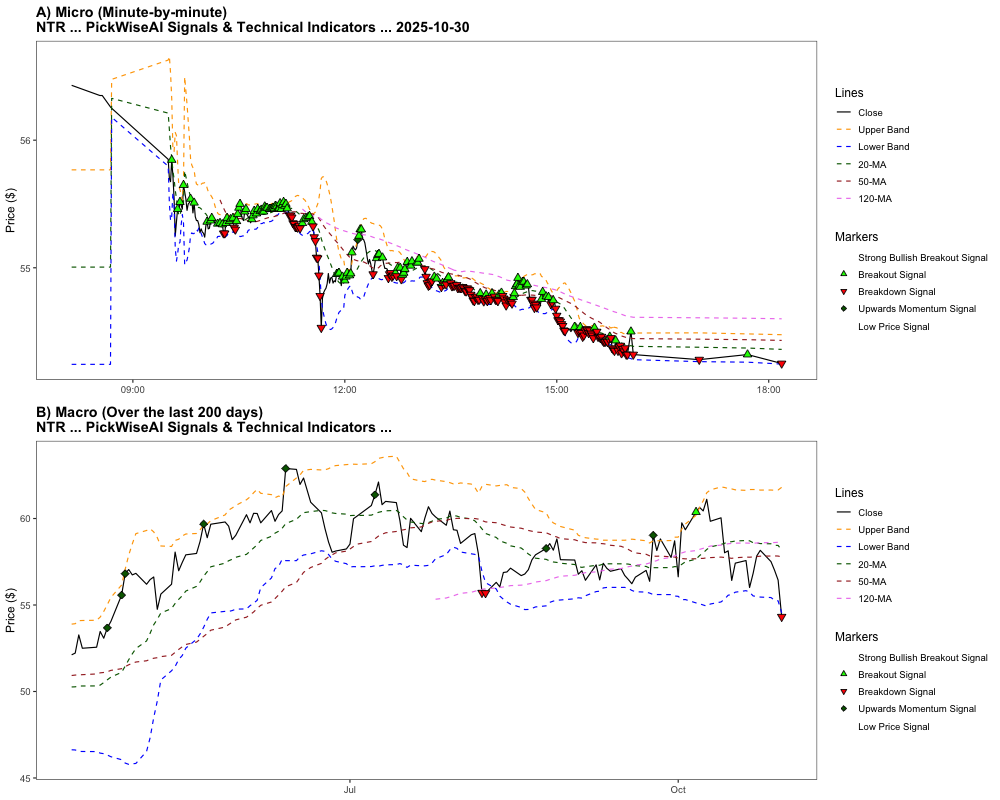 A) Micro (Minute-by-minute)
NTR ... PickWiseAI Signals & Technical Indicators ... 2025-10-30
Price ($)
56
55
09:00
12:00
15:00
18:00
Lines
Close
Upper Band
Lower Band
20-MA
50-MA
120-MA
Markers
Strong Bullish Breakout Signal
Breakout Signal
Breakdown Signal
Upwards Momentum Signal
Low Price Signal
B) Macro (Over the last 200 days)
NTR ... PickWiseAI Signals & Technical Indicators ...
Price ($)
60
55
50
45
Jul
Oct
Lines
Close
Upper Band
Lower Band
20-MA
50-MA
120-MA
Markers
Strong Bullish Breakout Signal
Breakout Signal
Breakdown Signal
Upwards Momentum Signal
Low Price Signal